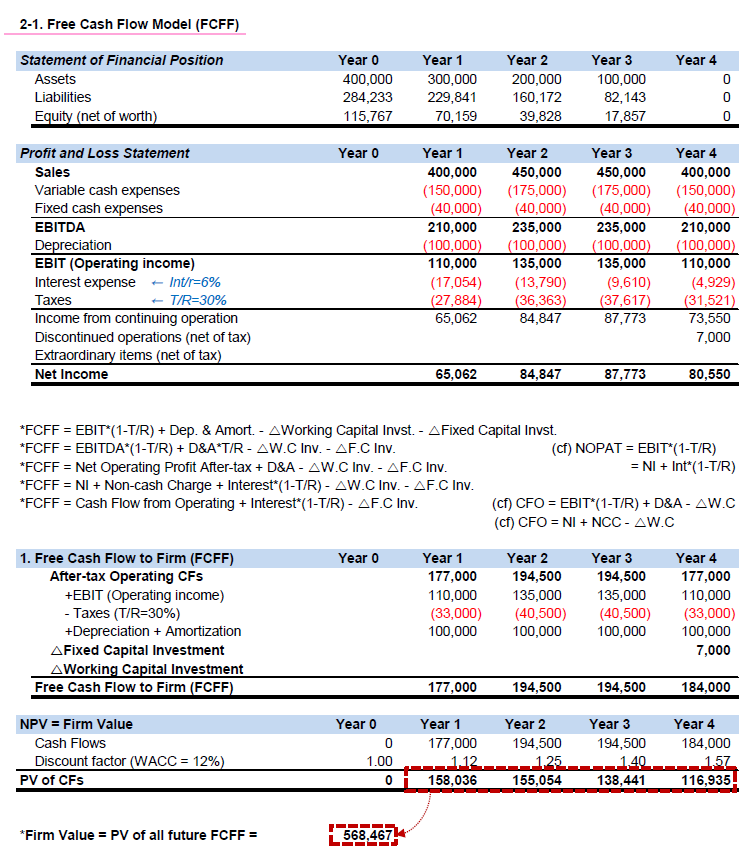 2-1. Free Cash Flow Model (FCFF)
Statement of Financial Position Year 0 Year 1 Year 2 Year 3 Year 4
Assets 400,000 300,000 200,000 100,000 0
Liabilities 284,233 229,841 160,172 82,143 0
Equity (net of worth) 115,767 70,159 39,828 17,857 0
Profit and Loss Statement Year 0 Year 1 Year 2 Year 3 Year 4
Sales 400,000 450,000 450,000 400,000
Variable cash expenses (150,000) (175,000) (175,000) (150,000)
Fixed cash expenses (40,000) (40,000) (40,000) (40,000)
EBITDA 210,000 235,000 235,000 210,000
Depreciation (100,000) (100,000) (100,000) (100,000)
EBIT (Operating income) 110,000 135,000 135,000 110,000
Interest expense ← Int/r=6% (17,054) (13,790) (9,610) (4,929)
Taxes ← T/R=30% (27,884) (36,363) (37,617) (31,521)
Income from continuing operation 65,062 84,847 87,773 73,550
Discontinued operations (net of tax) 7,000
Extraordinary items (net of tax)
Net Income 65,062 84,847 87,773 80,550
*FCFF = EBIT*(1-T/R) + Dep. & Amort. - △Working Capital Invst. - △Fixed Capital Invst.
*FCFF = EBITDA*(1-T/R) + D&A*T/R - △W.C Inv. - △F.C Inv. (cf) NOPAT = EBIT*(1-T/R)
*FCFF = Net Operating Profit After-tax + D&A - △W.C Inv. - △F.C Inv. = NI + Int*(1-T/R)
*FCFF = NI + Non-cash Charge + Interest*(1-T/R) - △W.C Inv. - △F.C Inv.
*FCFF = Cash Flow from Operating + Interest*(1-T/R) - △F.C Inv. (cf) CFO = EBIT*(1-T/R) + D&A - △W.C
(cf) CFO = NI + NCC - △W.C
1. Free Cash Flow to Firm (FCFF) Year 0 Year 1 Year 2 Year 3 Year 4
After-tax Operating CFs 177,000 194,500 194,500 177,000
+EBIT (Operating income) 110,000 135,000 135,000 110,000
- Taxes (T/R=30%) (33,000) (40,500) (40,500) (33,000)
+Depreciation + Amortization 100,000 100,000 100,000 100,000
△Fixed Capital Investment 7,000
△Working Capital Investment
Free Cash Flow to Firm (FCFF) 177,000 194,500 194,500 184,000
NPV = Firm Value Year 0 Year 1 Year 2 Year 3 Year 4
Cash Flows 0 177,000 194,500 194,500 184,000
Discount factor (WACC = 12%) 1.00 1.12 1.25 1.40 1.57
PV of CFs 0 158,036 155,054 138,441 116,935
*Firm Value = PV of all future FCFF = 568,467